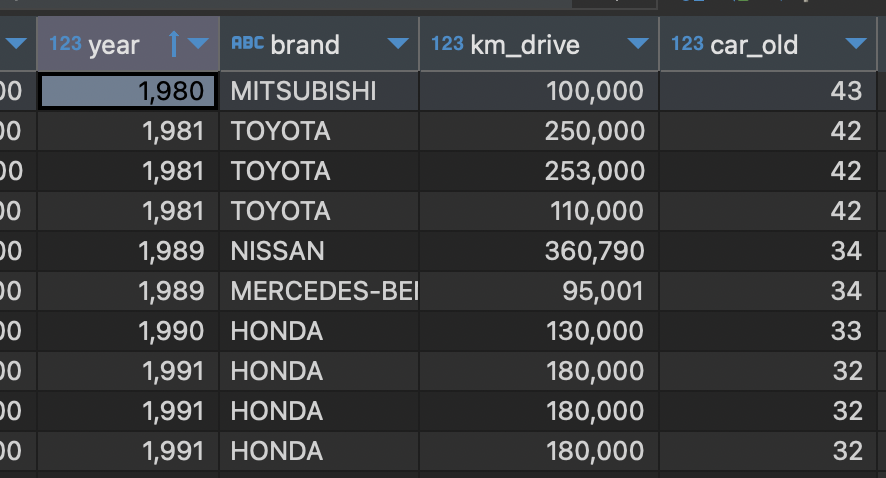 123 year ABC brand 123 km_drive 123 car_old
00 1,980 MITSUBISHI 100,000 43
00 1,981 TOYOTA 250,000 42
00 1,981 TOYOTA 253,000 42
00 1,981 TOYOTA 110,000 42
00 1,989 NISSAN 360,790 34
00 1,989 MERCEDES-BEI 95,001 34
00 1,990 HONDA 130,000 33
00 1,991 HONDA 180,000 32
00 1,991 HONDA 180,000 32
00 1,991 HONDA 180,000 32